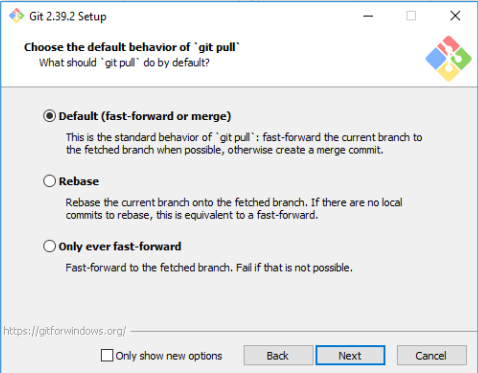 Git 2.39.2 Setup
Choose the default behavior of `git pull`
What should `git pull` do by default?
Default (fast-forward or merge)
This is the standard behavior of `git pull`: fast-forward the current branch to
the fetched branch when possible, otherwise create a merge commit.
Rebase
Rebase the current branch onto the fetched branch. If there are no local
commits to rebase, this is equivalent to a fast-forward.
Only ever fast-forward
Fast-forward to the fetched branch. Fail if that is not possible.
https://gitforwindows.org/
Only show new options
Back
Next
Cancel